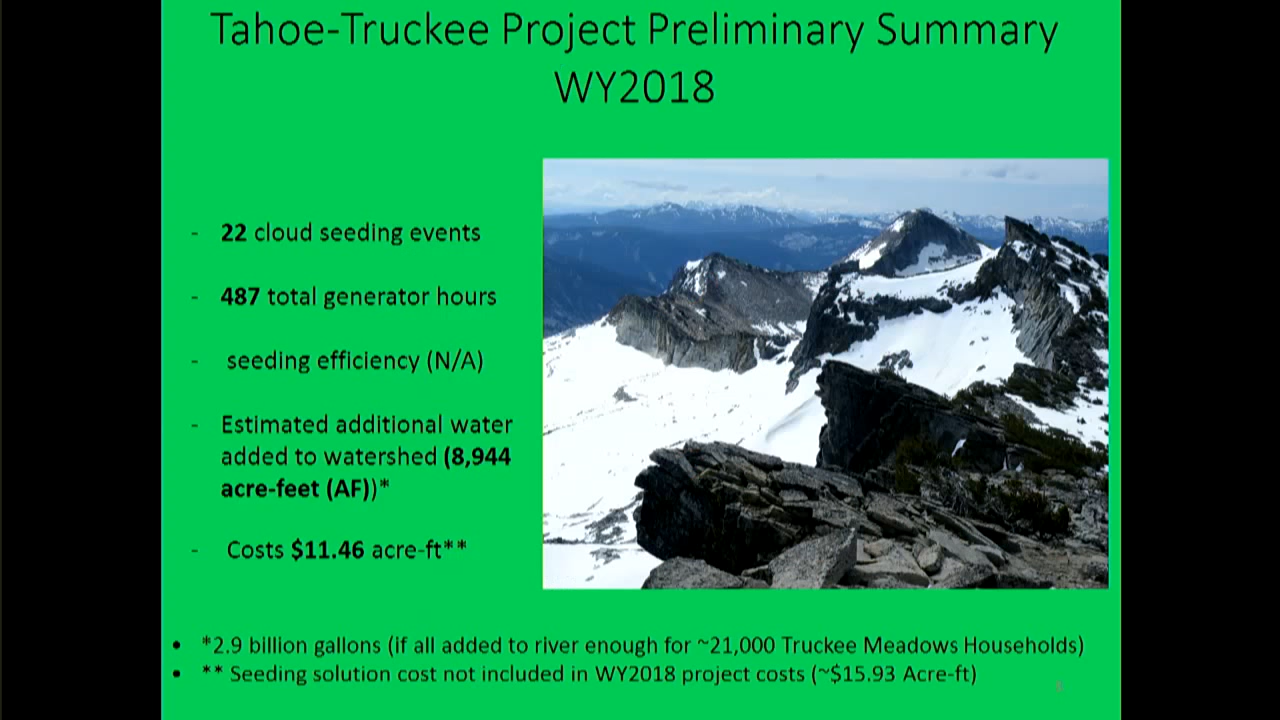 Tahoe-Truckee Project Preliminary Summary
WY2018
- 22 cloud seeding events
- 487 total generator hours
- seeding efficiency (N/A)
- Estimated additional water
added to watershed (8,944
acre-feet (AF))*
- Costs $11.46 acre-ft**
• *2.9 billion gallons (if all added to river enough for ~21,000 Truckee Meadows Households)
• ** Seeding solution cost not included in WY2018 project costs (~$15.93 Acre-ft)